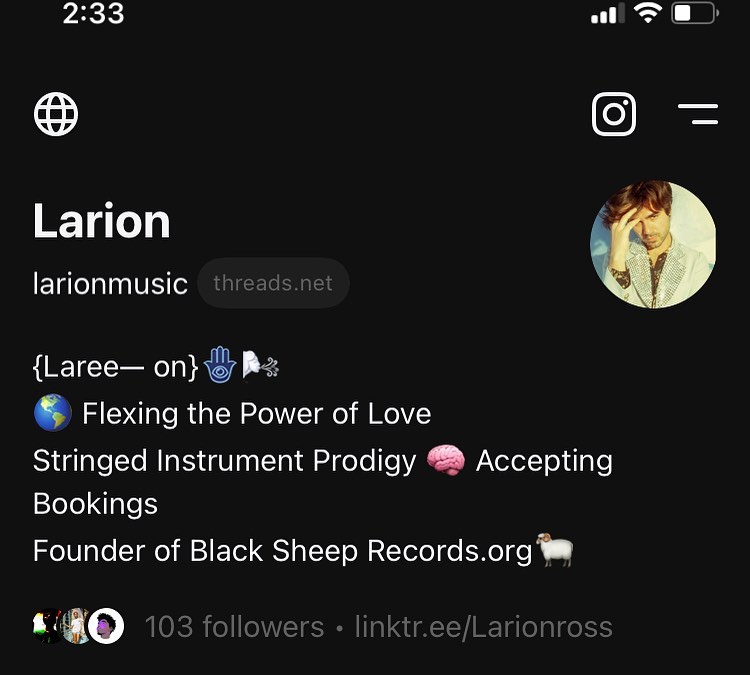 2:33
Larion
larionmusic threads.net
{Laree— on}🪬🌬️
🌎 Flexing the Power of Love
Stringed Instrument Prodigy 🧠 Accepting
Bookings
Founder of Black Sheep Records.org🐏
103 followers • linktr.ee/Larionross